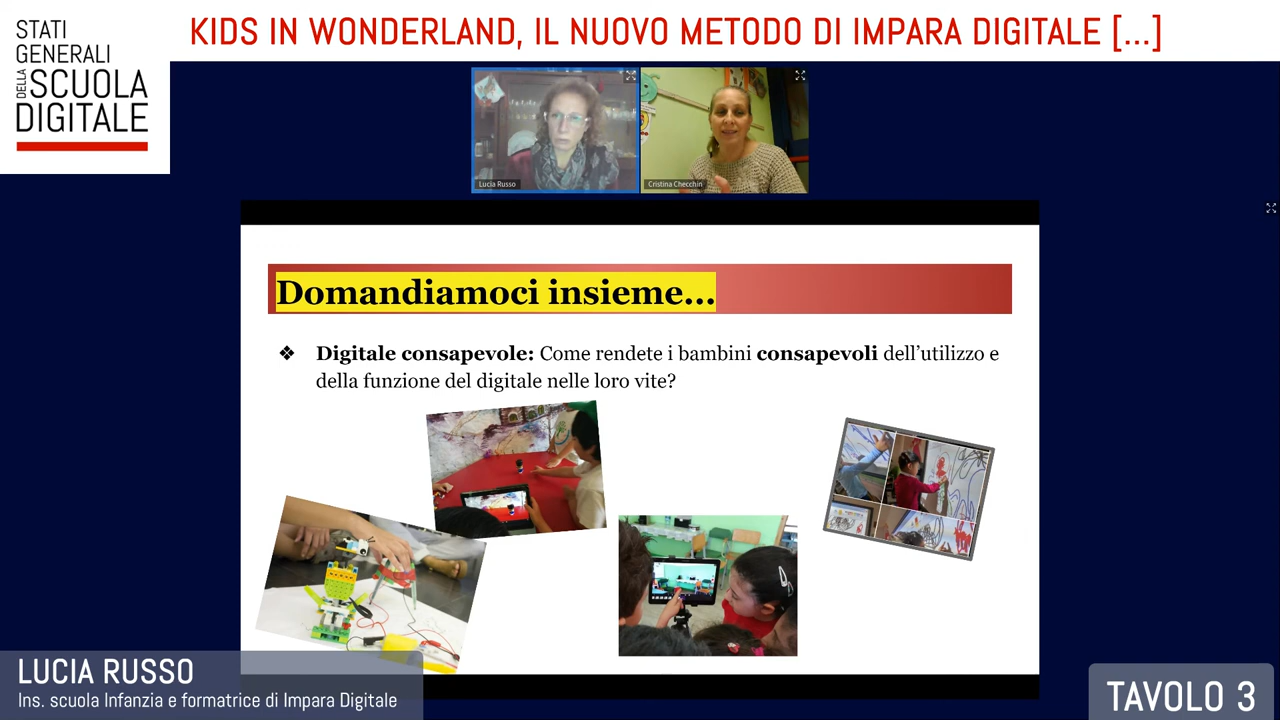 STATI
GENERALI
DELLA SCUOLA
DIGITALE
KIDS IN WONDERLAND, IL NUOVO METODO DI IMPARA DIGITALE [...]
Lucia Russo
Cristina Checchin
Domandiamoci insieme...
❖ Digitale consapevole: Come rendete i bambini consapevoli dell'utilizzo e
della funzione del digitale nelle loro vite?
LUCIA RUSSO
Ins. scuola Infanzia e formatrice di Impara Digitale
TAVOLO 3